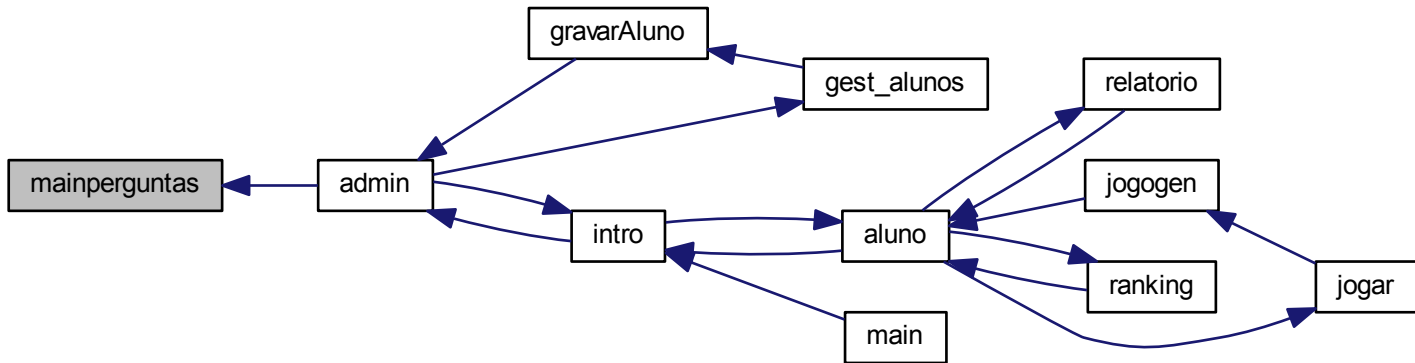 gravarAluno
gest_alunos
relatorio
mainperguntas
admin
jogogen
intro
aluno
ranking
jogar
main